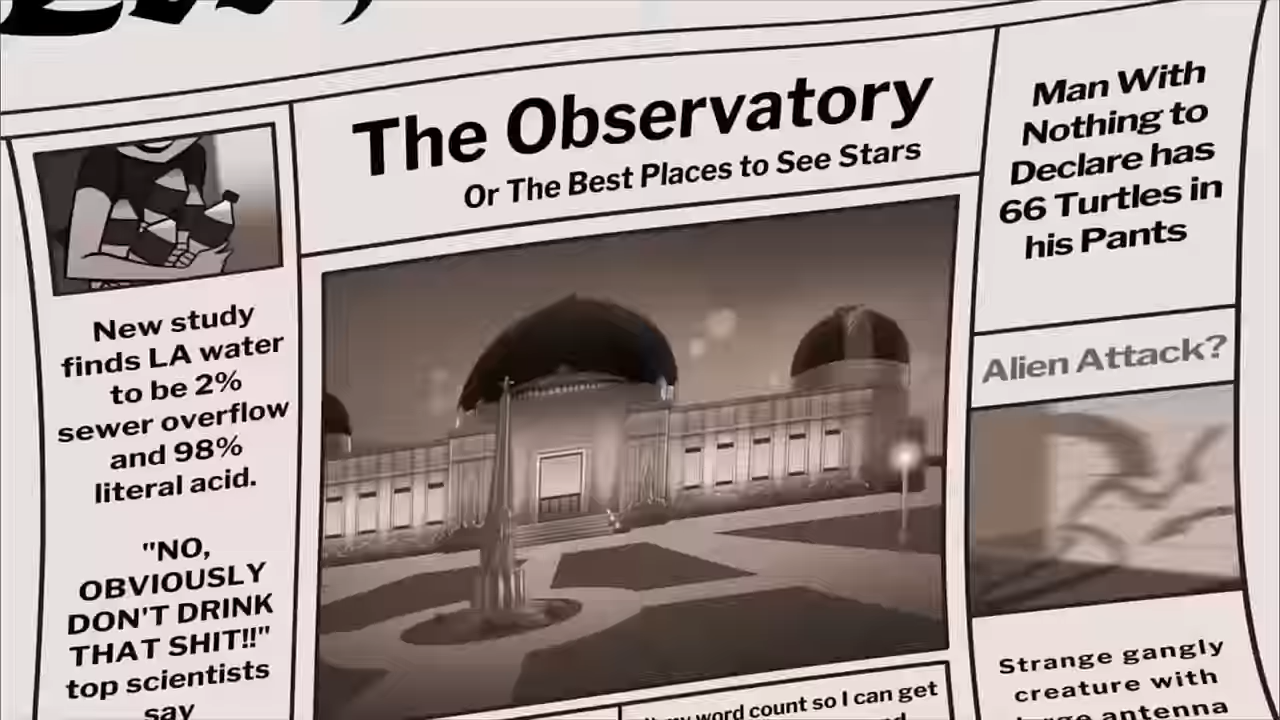 The Observatory
Or The Best Places to See Stars
New study
finds LA water
to be 2%
sewer overflow
and 98%
literal acid.
"NO,
OBVIOUSLY
DON'T DRINK
THAT SHIT!!"
top scientists
say
word count so I can get
Man With
Nothing to
Declare has
66 Turtles in
his Pants
Alien Attack?
Strange gangly
creature with
antenna